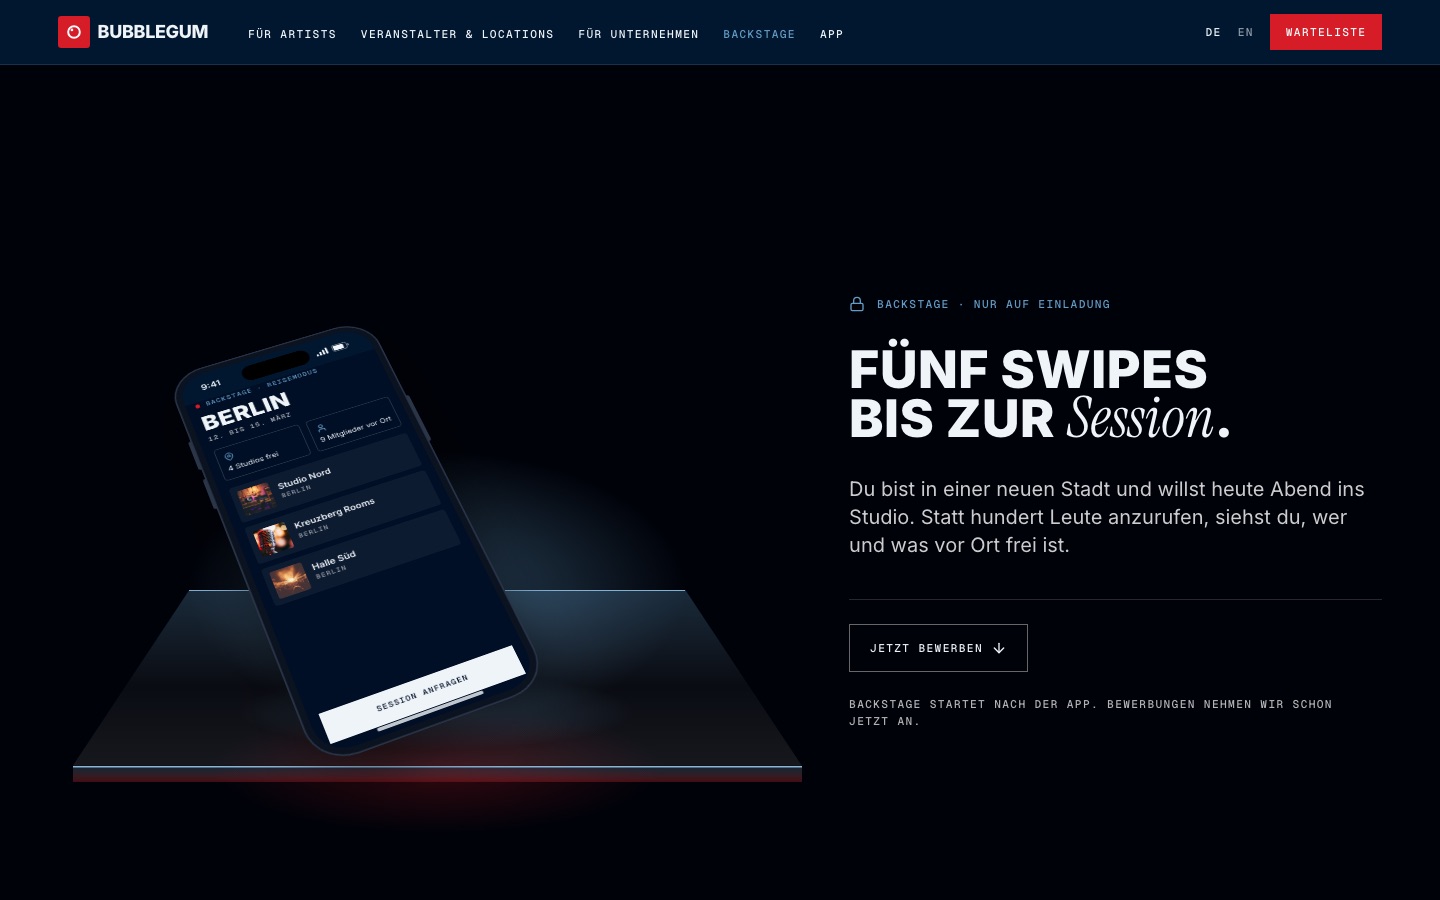 BUBBLEGUM
FÜR ARTISTS
VERANSTALTER & LOCATIONS
FÜR UNTERNEHMEN
BACKSTAGE
APP
DE
EN
WARTELISTE
9:41
BACKSTAGE · REISEMODUS
BERLIN
12. BIS 16. MÄRZ
4 Studios frei
9 Mitglieder vor Ort
Studio Nord
BERLIN
Kreuzberg Rooms
BERLIN
Halle Süd
BERLIN
SESSION ANFRAGEN
BACKSTAGE · NUR AUF EINLADUNG
FÜNF SWIPES
BIS ZUR Session.
Du bist in einer neuen Stadt und willst heute Abend ins
Studio. Statt hundert Leute anzurufen, siehst du, wer
und was vor Ort frei ist.
JETZT BEWERBEN
BACKSTAGE STARTET NACH DER APP. BEWERBUNGEN NEHMEN WIR SCHON
JETZT AN.